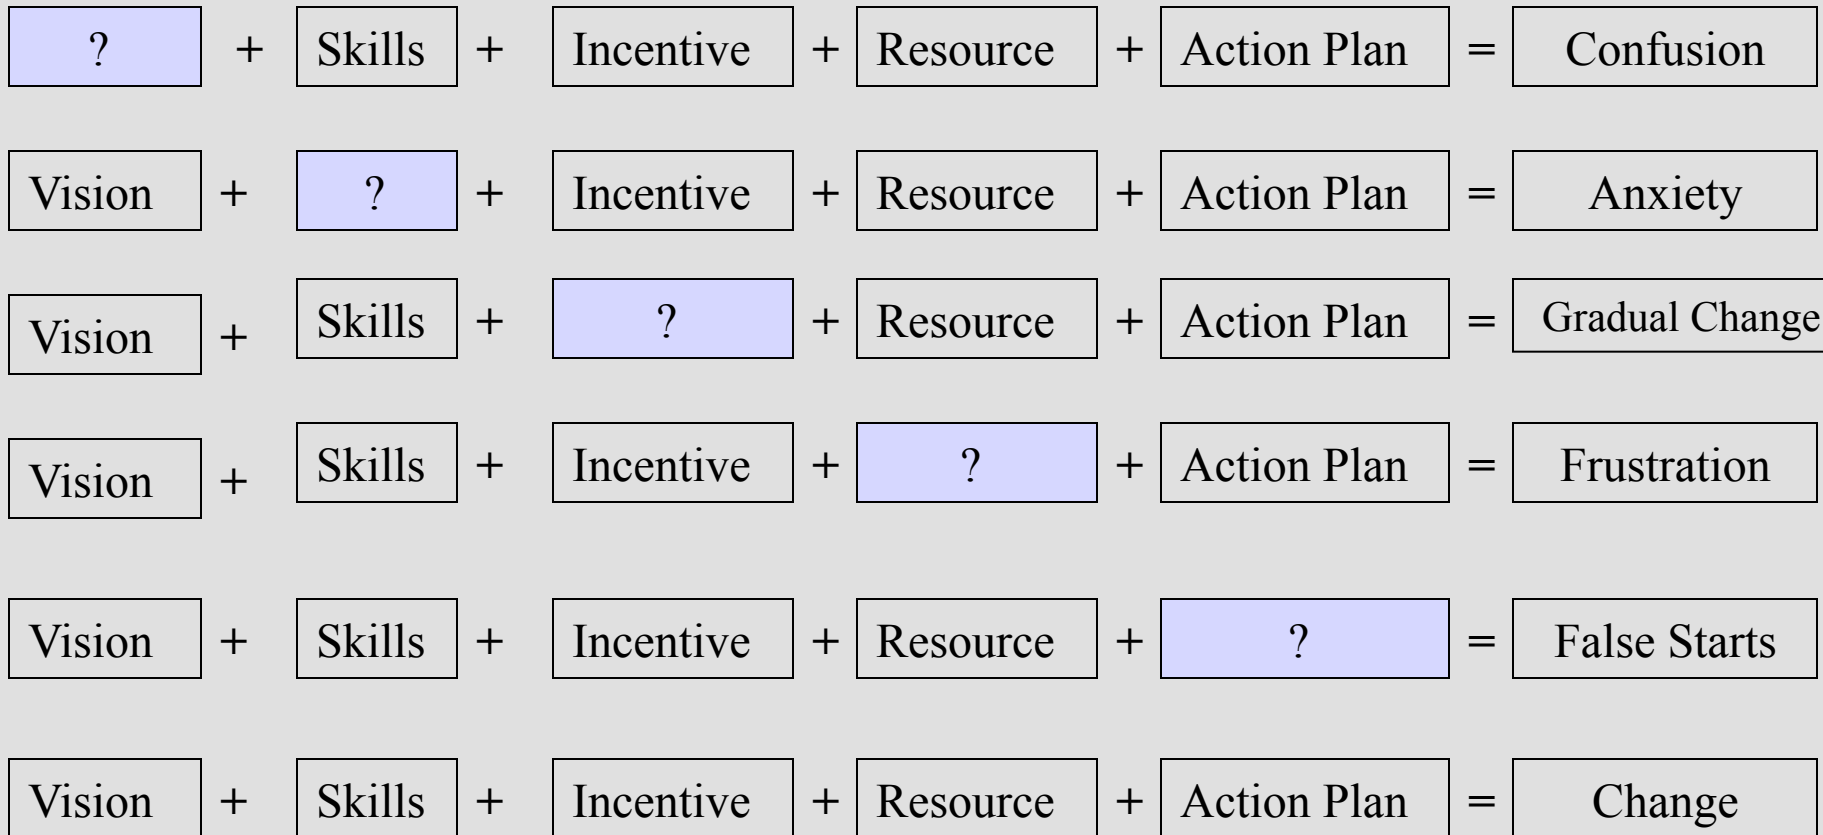 ? + Skills + Incentive + Resource + Action Plan = Confusion
Vision + ? + Incentive + Resource + Action Plan = Anxiety
Vision + Skills + ? + Resource + Action Plan = Gradual Change
Vision + Skills + Incentive + ? + Action Plan = Frustration
Vision + Skills + Incentive + Resource + ? = False Starts
Vision + Skills + Incentive + Resource + Action Plan = Change